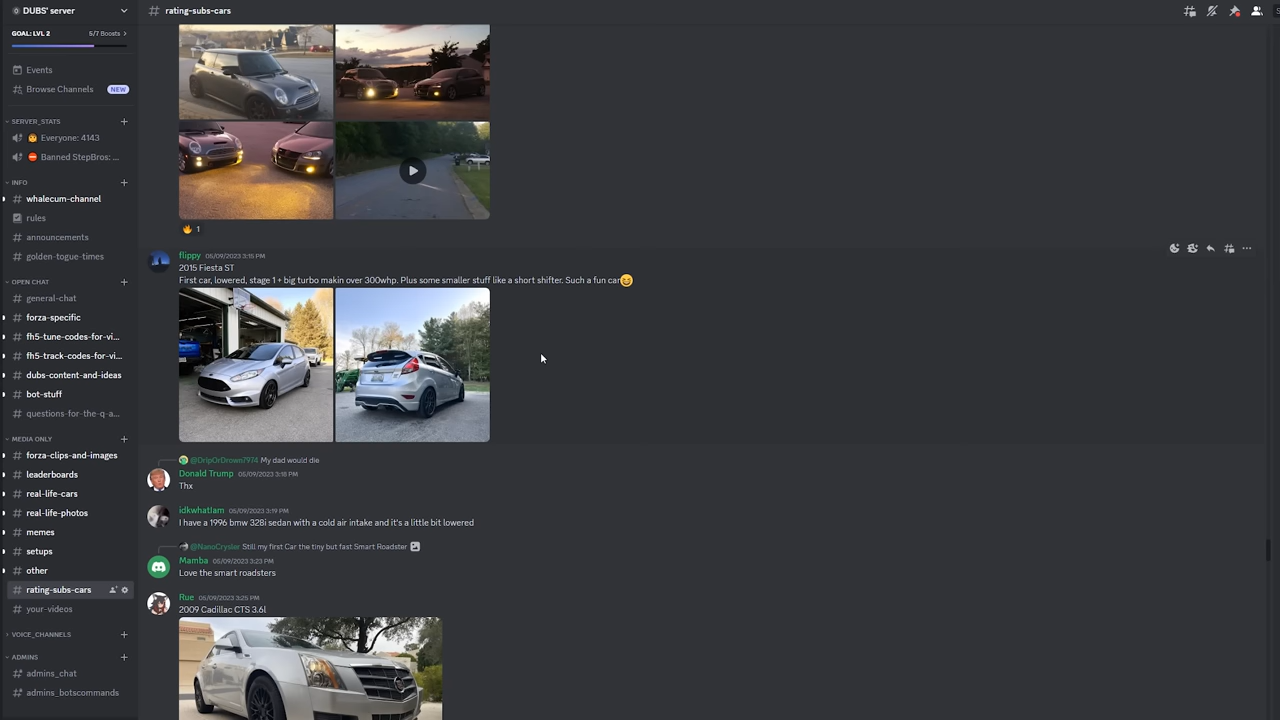 DUBS' server
GOAL: LVL 2
5/7 Boosts
Events
Browse Channels
NEW
SERVER_STATS
Everyone: 4143
Banned StepBros: ...
INFO
whalecum-channel
rules
announcements
golden-togue-times
OPEN CHAT
general-chat
forza-specific
fh5-tune-codes-for-vi...
fh5-track-codes-for-vi...
dubs-content-and-ideas
bot-stuff
questions-for-the-q-a...
MEDIA ONLY
forza-clips-and-images
leaderboards
real-life-cars
real-life-photos
memes
setups
other
rating-subs-cars
your-videos
VOICE_CHANNELS
ADMINS
admins_chat
admins_botscommands
rating-subs-cars
1
flippy 05/09/2023 3:15 PM
2015 Fiesta ST
First car, lowered, stage 1 + big turbo makin over 300whp. Plus some smaller stuff like a short shifter. Such a fun car😄
@DripOrDrown7974 My dad would die
Donald Trump 05/09/2023 3:18 PM
Thx
idkwhatIam 05/09/2023 3:19 PM
I have a 1996 bmw 328i sedan with a cold air intake and it's a little bit lowered
@NanoCrysler Still my first Car the tiny but fast Smart Roadster
Mamba 05/09/2023 3:23 PM
Love the smart roadsters
Rue 05/09/2023 3:25 PM
2009 Cadillac CTS 3.6l